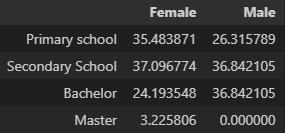 Female Male
Primary school 35.483871 26.315789
Secondary School 37.096774 36.842105
Bachelor 24.193548 36.842105
Master 3.225806 0.000000